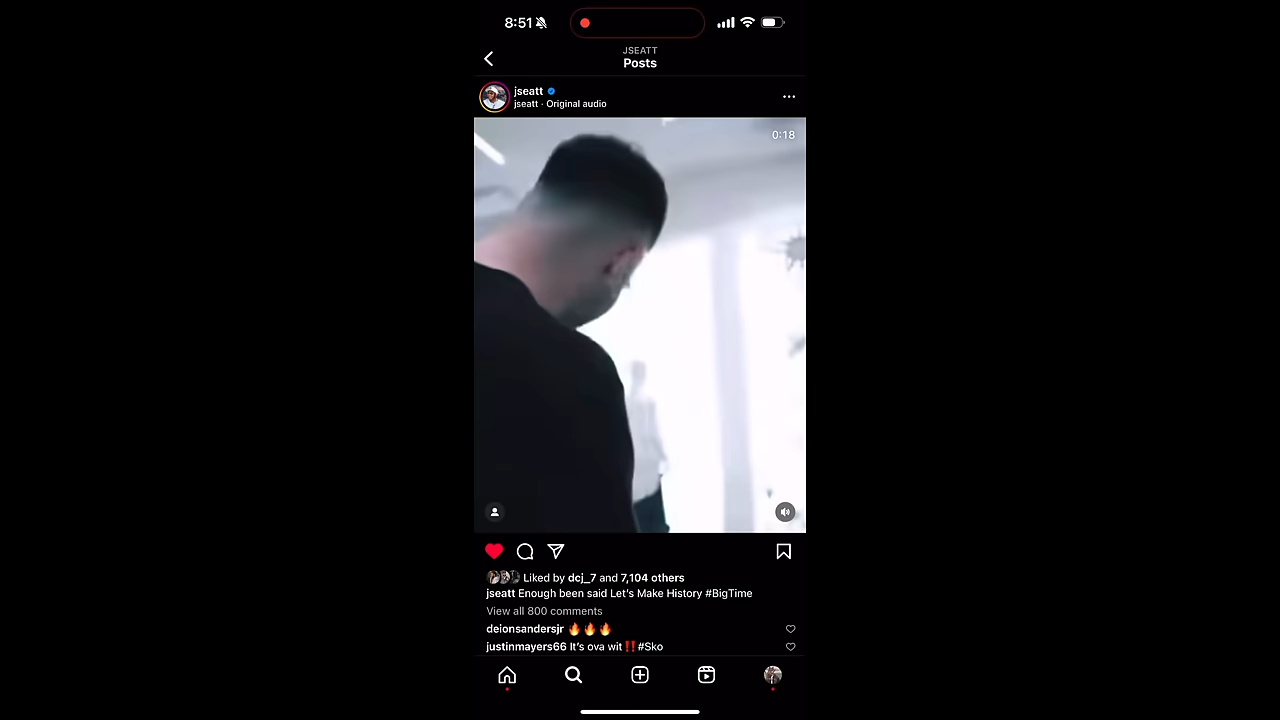 8:51
JSEATT
Posts
jseatt
jseatt · Original audio
0:18
Liked by dcj_7 and 7,104 others
jseatt Enough been said Let's Make History #BigTime
View all 800 comments
deionsandersjr 🔥🔥🔥
justinmayers66 It's ova wit‼️#Sko